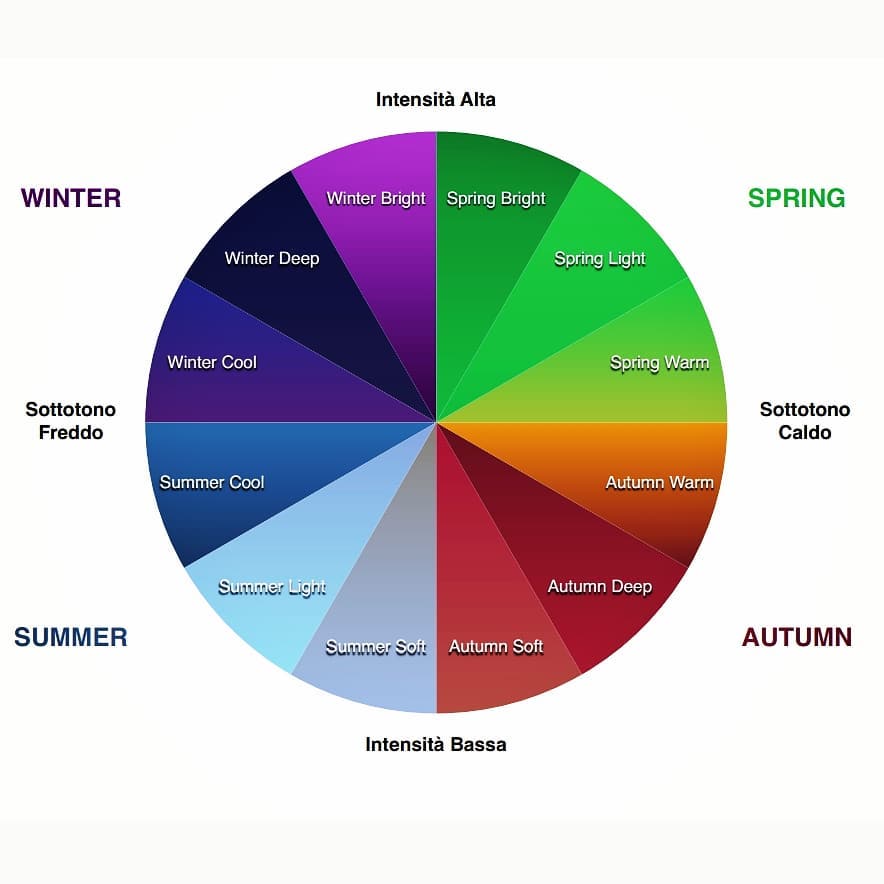 Intensità Alta
WINTER
SPRING
Winter Bright
Spring Bright
Winter Deep
Spring Light
Winter Cool
Spring Warm
Sottotono
Freddo
Sottotono
Caldo
Summer Cool
Autumn Warm
Summer Light
Autumn Deep
SUMMER
AUTUMN
Summer Soft
Autumn Soft
Intensità Bassa